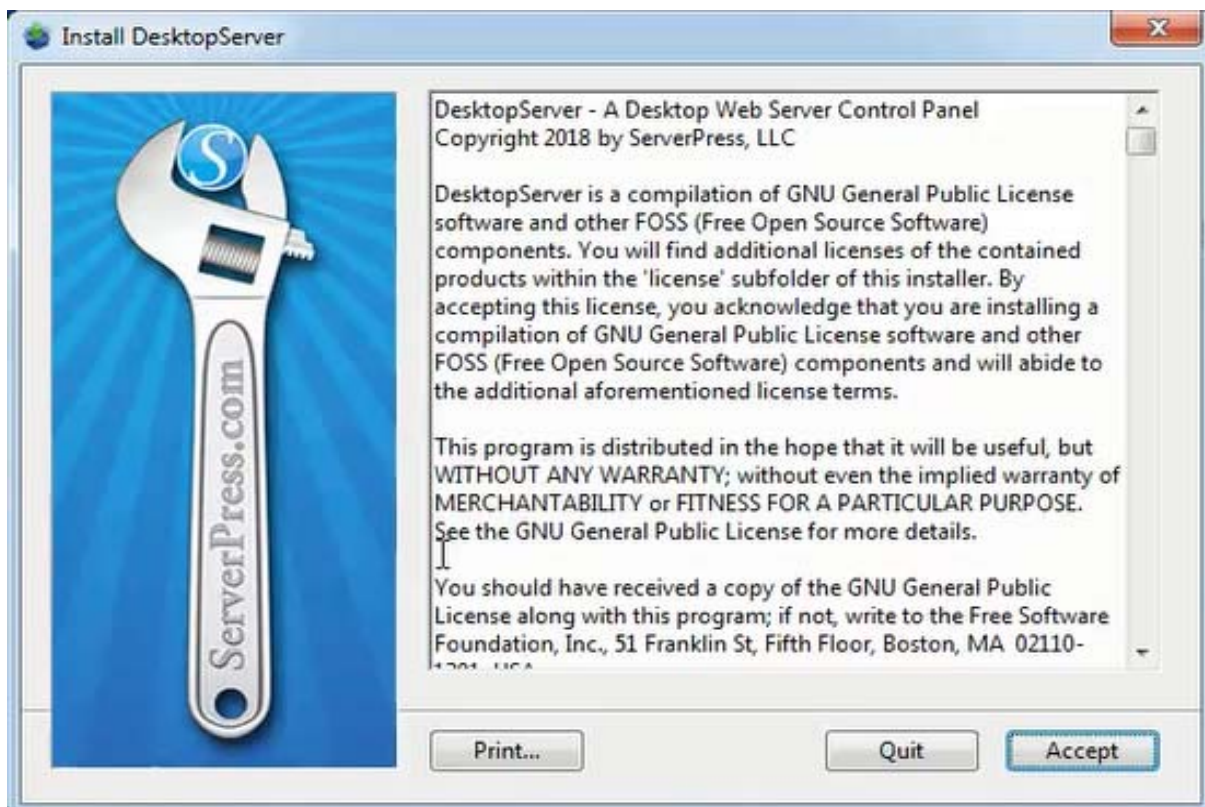 Install DesktopServer
DesktopServer - A Desktop Web Server Control Panel
Copyright 2018 by ServerPress, LLC
DesktopServer is a compilation of GNU General Public License
software and other FOSS (Free Open Source Software)
components. You will find additional licenses of the contained
products within the 'license' subfolder of this installer. By
accepting this license, you acknowledge that you are installing a
compilation of GNU General Public License software and other
FOSS (Free Open Source Software) components and will abide to
the additional aforementioned license terms.
This program is distributed in the hope that it will be useful, but
WITHOUT ANY WARRANTY; without even the implied warranty of
MERCHANTABILITY or FITNESS FOR A PARTICULAR PURPOSE.
See the GNU General Public License for more details.
You should have received a copy of the GNU General Public
License along with this program; if not, write to the Free Software
Foundation, Inc., 51 Franklin St, Fifth Floor, Boston, MA 02110-
1301, USA
S
ServerPress.com
Print...
Quit
Accept